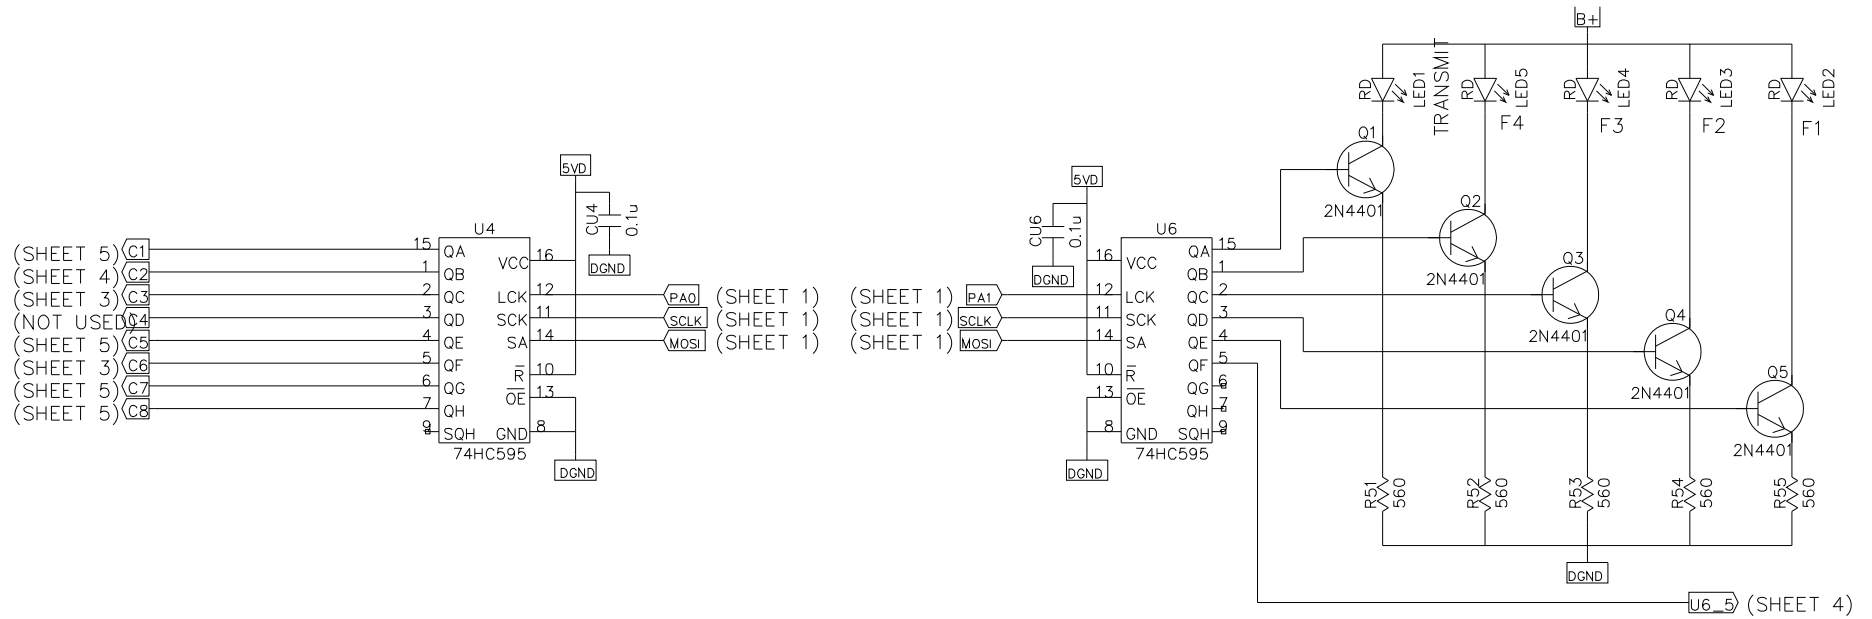 B+
RD
LED1
TRANSMIT
RD
LED5
F4
RD
LED4
F3
RD
LED3
F2
RD
LED2
F1
Q1
2N4401
Q2
2N4401
Q3
2N4401
Q4
2N4401
Q5
2N4401
5VD
CU4
0.1u
DGND
U4
(SHEET 5) C1 15 QA
(SHEET 4) C2 1 QB
(SHEET 3) C3 2 QC
(NOT USED) C4 3 QD
(SHEET 5) C5 4 QE
(SHEET 3) C6 5 QF
(SHEET 5) C7 6 QG
(SHEET 5) C8 7 QH
9 SQH
VCC 16
LCK 12 PA0 (SHEET 1)
SCK 11 SCLK (SHEET 1)
SA 14 MOSI (SHEET 1)
R 10
OE 13
GND 8
74HC595
DGND
5VD
CU6
0.1u
DGND
U6
16 VCC
(SHEET 1) PA1 12 LCK
(SHEET 1) SCLK 11 SCK
(SHEET 1) MOSI 14 SA
10 R
13 OE
8 GND
QA 15
QB 1
QC 2
QD 3
QE 4
QF 5
QG 6
QH 7
SQH 9
74HC595
DGND
R51
560
R52
560
R53
560
R54
560
R55
560
DGND
U6_5 (SHEET 4)